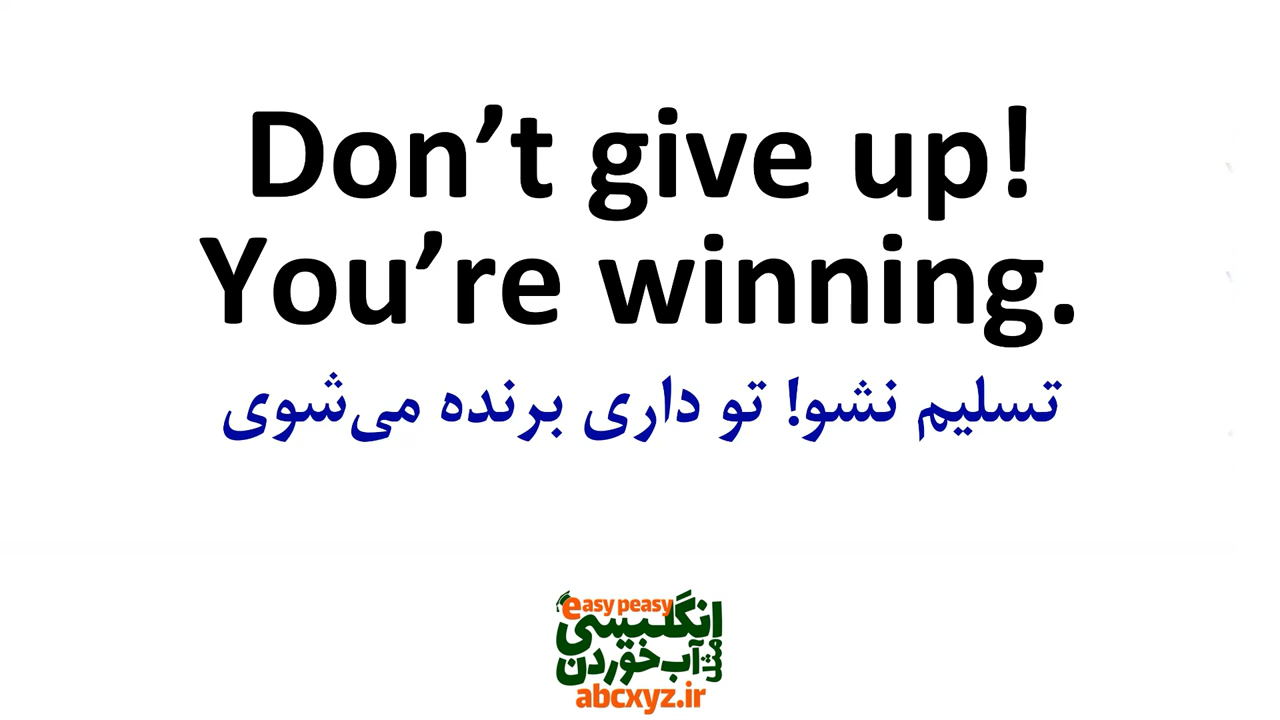 Don’t give up!
You’re winning.
تسلیم نشو! تو داری برنده می‌شوی
easy peasy
انگلیسی
مثل آب خوردن
abcxyz.ir